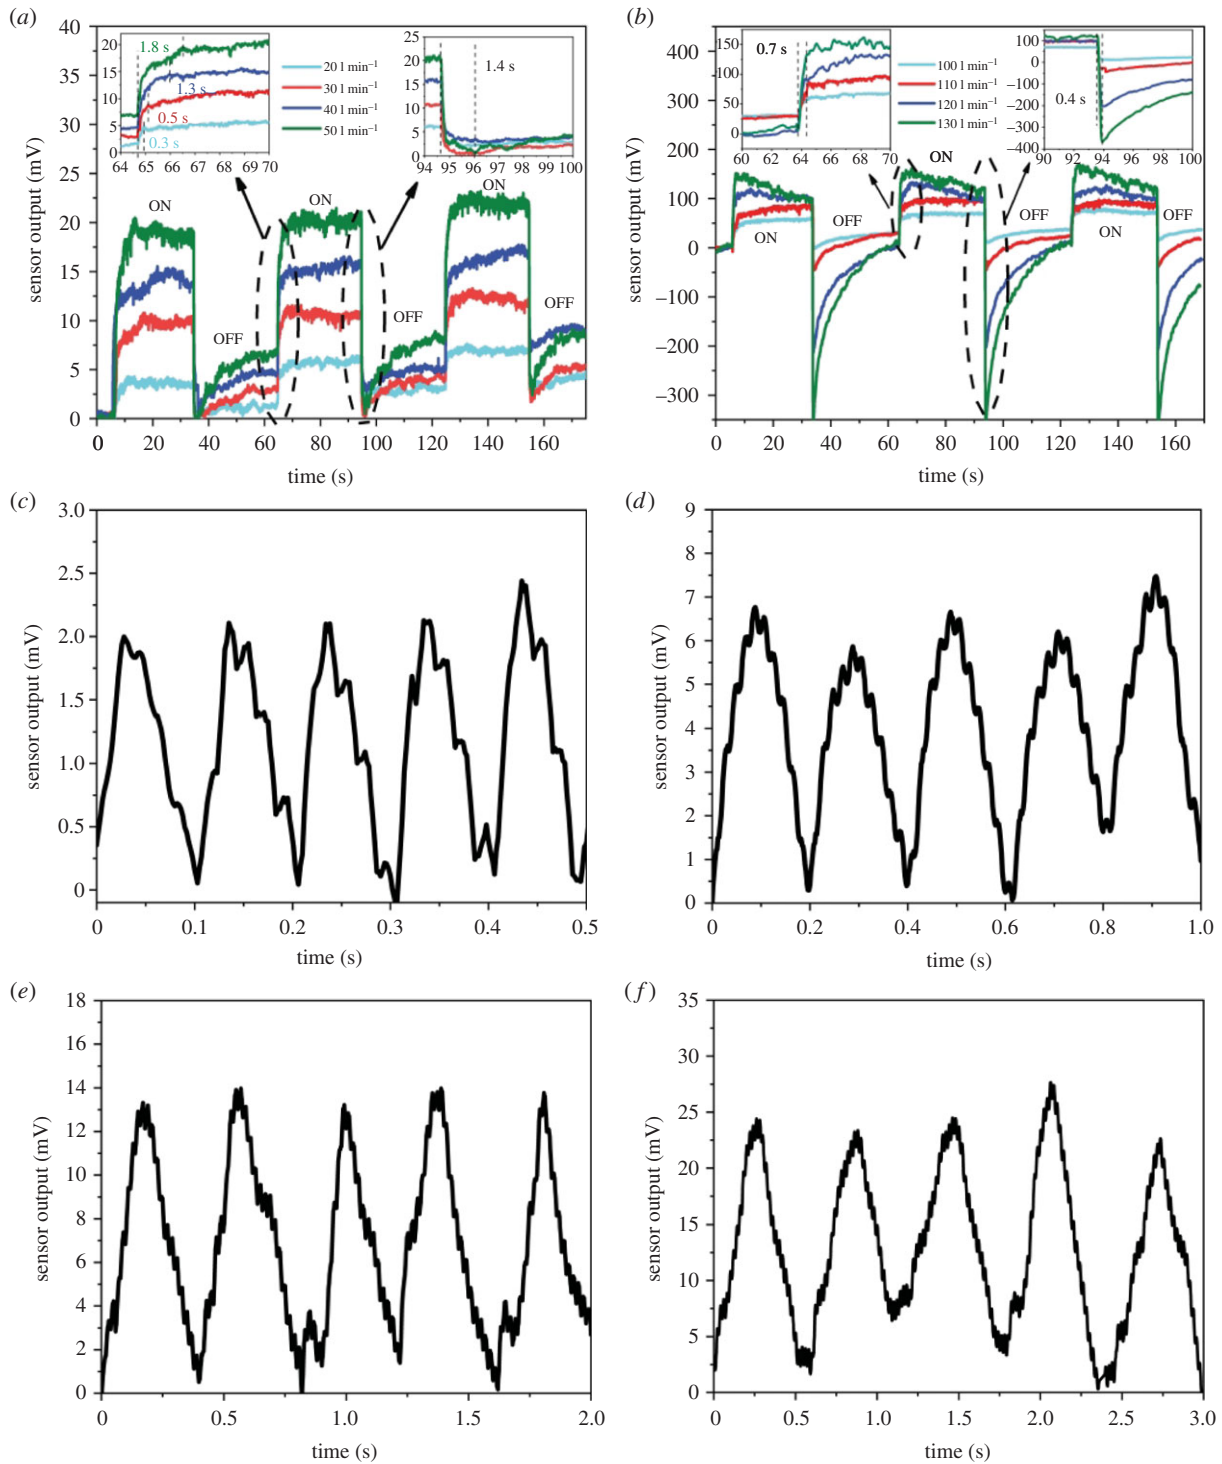 (a)
40
35
30
25
20
15
10
5
0
sensor output (mV)
0 20 40 60 80 100 120 140 160
time (s)
20
15
10
5
0
64 65 66 67 68 69 70
1.8 s
1.3 s
0.5 s
0.3 s
20 l min⁻¹
30 l min⁻¹
40 l min⁻¹
50 l min⁻¹
25
20
15
10
5
0
94 95 96 97 98 99 100
1.4 s
ON
OFF
ON
OFF
ON
OFF
(b)
400
300
200
100
0
–100
–200
–300
sensor output (mV)
0 20 40 60 80 100 120 140 160
time (s)
150
100
50
0
60 62 64 66 68 70
0.7 s
100 l min⁻¹
110 l min⁻¹
120 l min⁻¹
130 l min⁻¹
100
0
–100
–200
–300
–400
90 92 94 96 98 100
0.4 s
ON
OFF
ON
OFF
ON
OFF
(c)
3.0
2.5
2.0
1.5
1.0
0.5
0
sensor output (mV)
0 0.1 0.2 0.3 0.4 0.5
time (s)
(d)
9
8
7
6
5
4
3
2
1
0
sensor output (mV)
0 0.2 0.4 0.6 0.8 1.0
time (s)
(e)
18
16
14
12
10
8
6
4
2
0
sensor output (mV)
0 0.5 1.0 1.5 2.0
time (s)
(f)
35
30
25
20
15
10
5
0
sensor output (mV)
0 0.5 1.0 1.5 2.0 2.5 3.0
time (s)